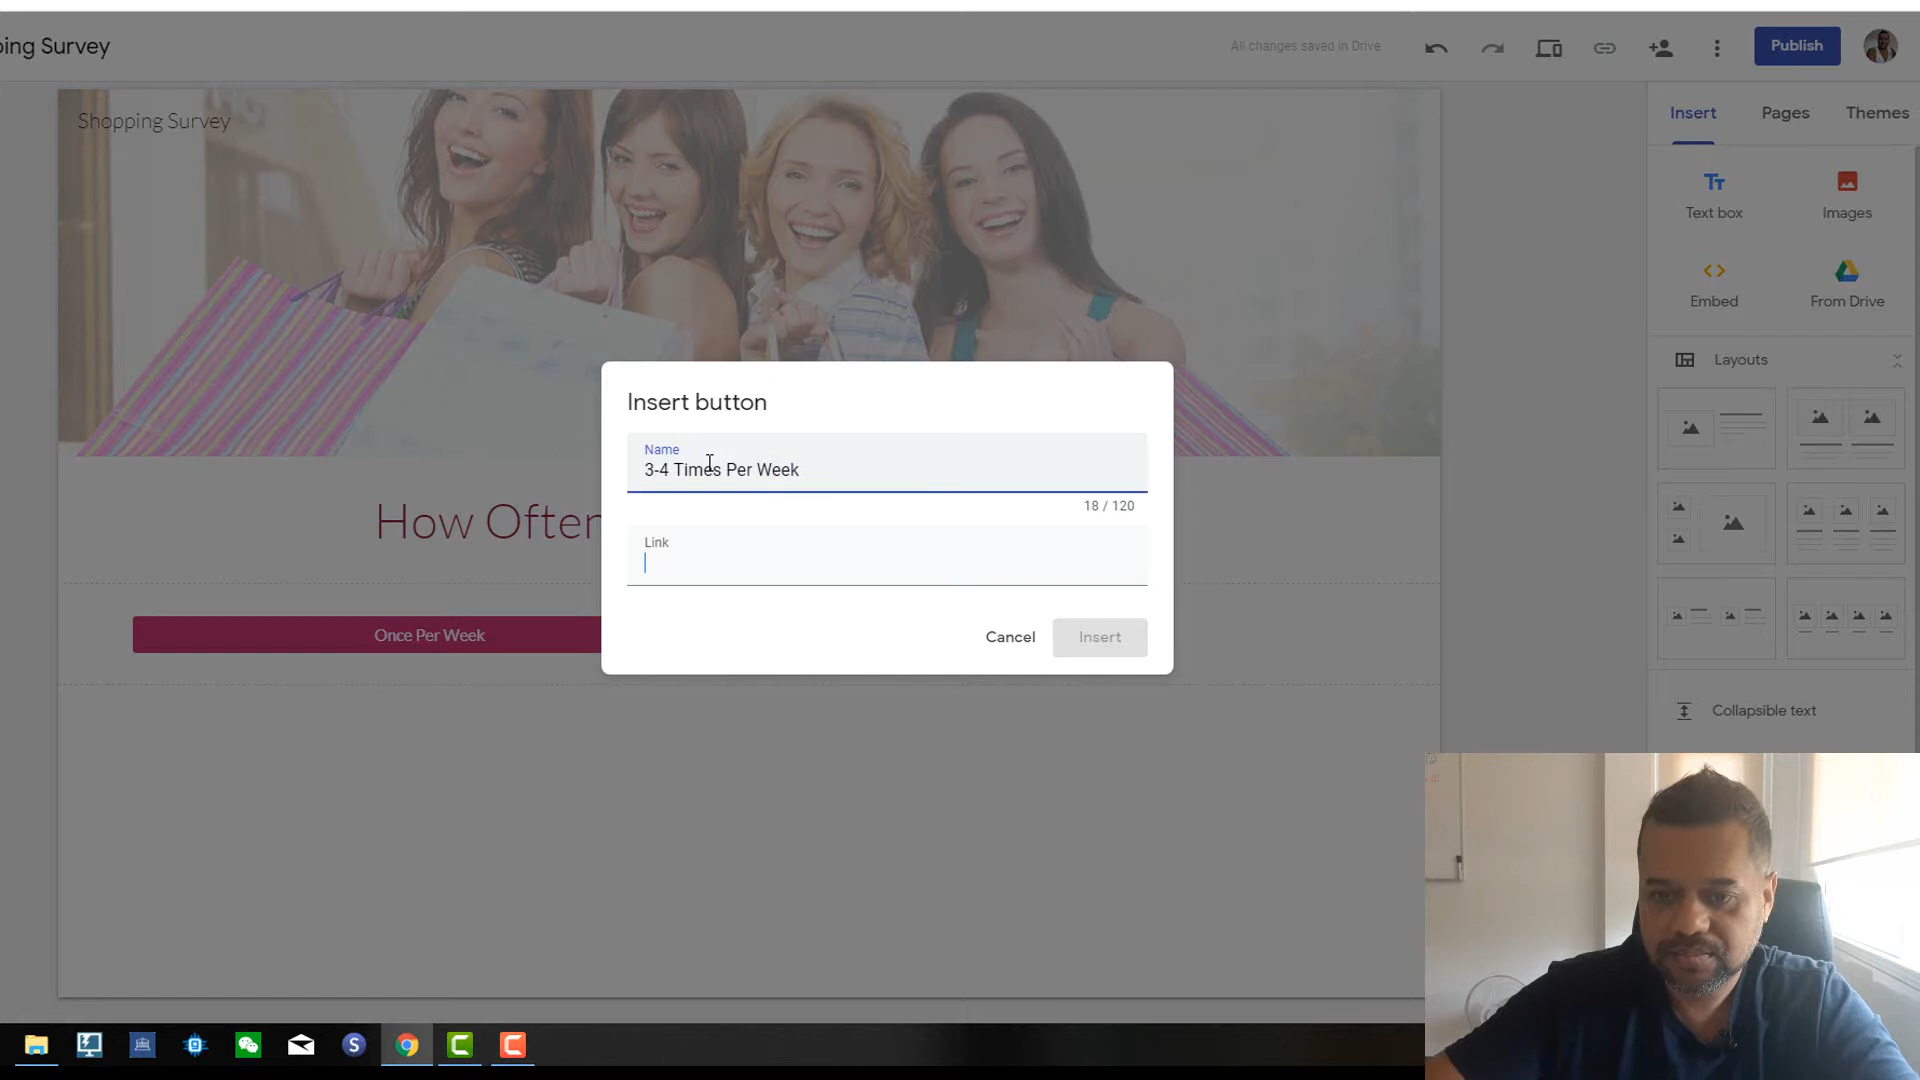 ping Survey
All changes saved in Drive
Publish
Shopping Survey
Insert
Pages
Themes
Text box
Images
Embed
From Drive
Layouts
Insert button
Name
3-4 Times Per Week
18 / 120
Link
Cancel
Insert
How Often
Once Per Week
Collapsible text